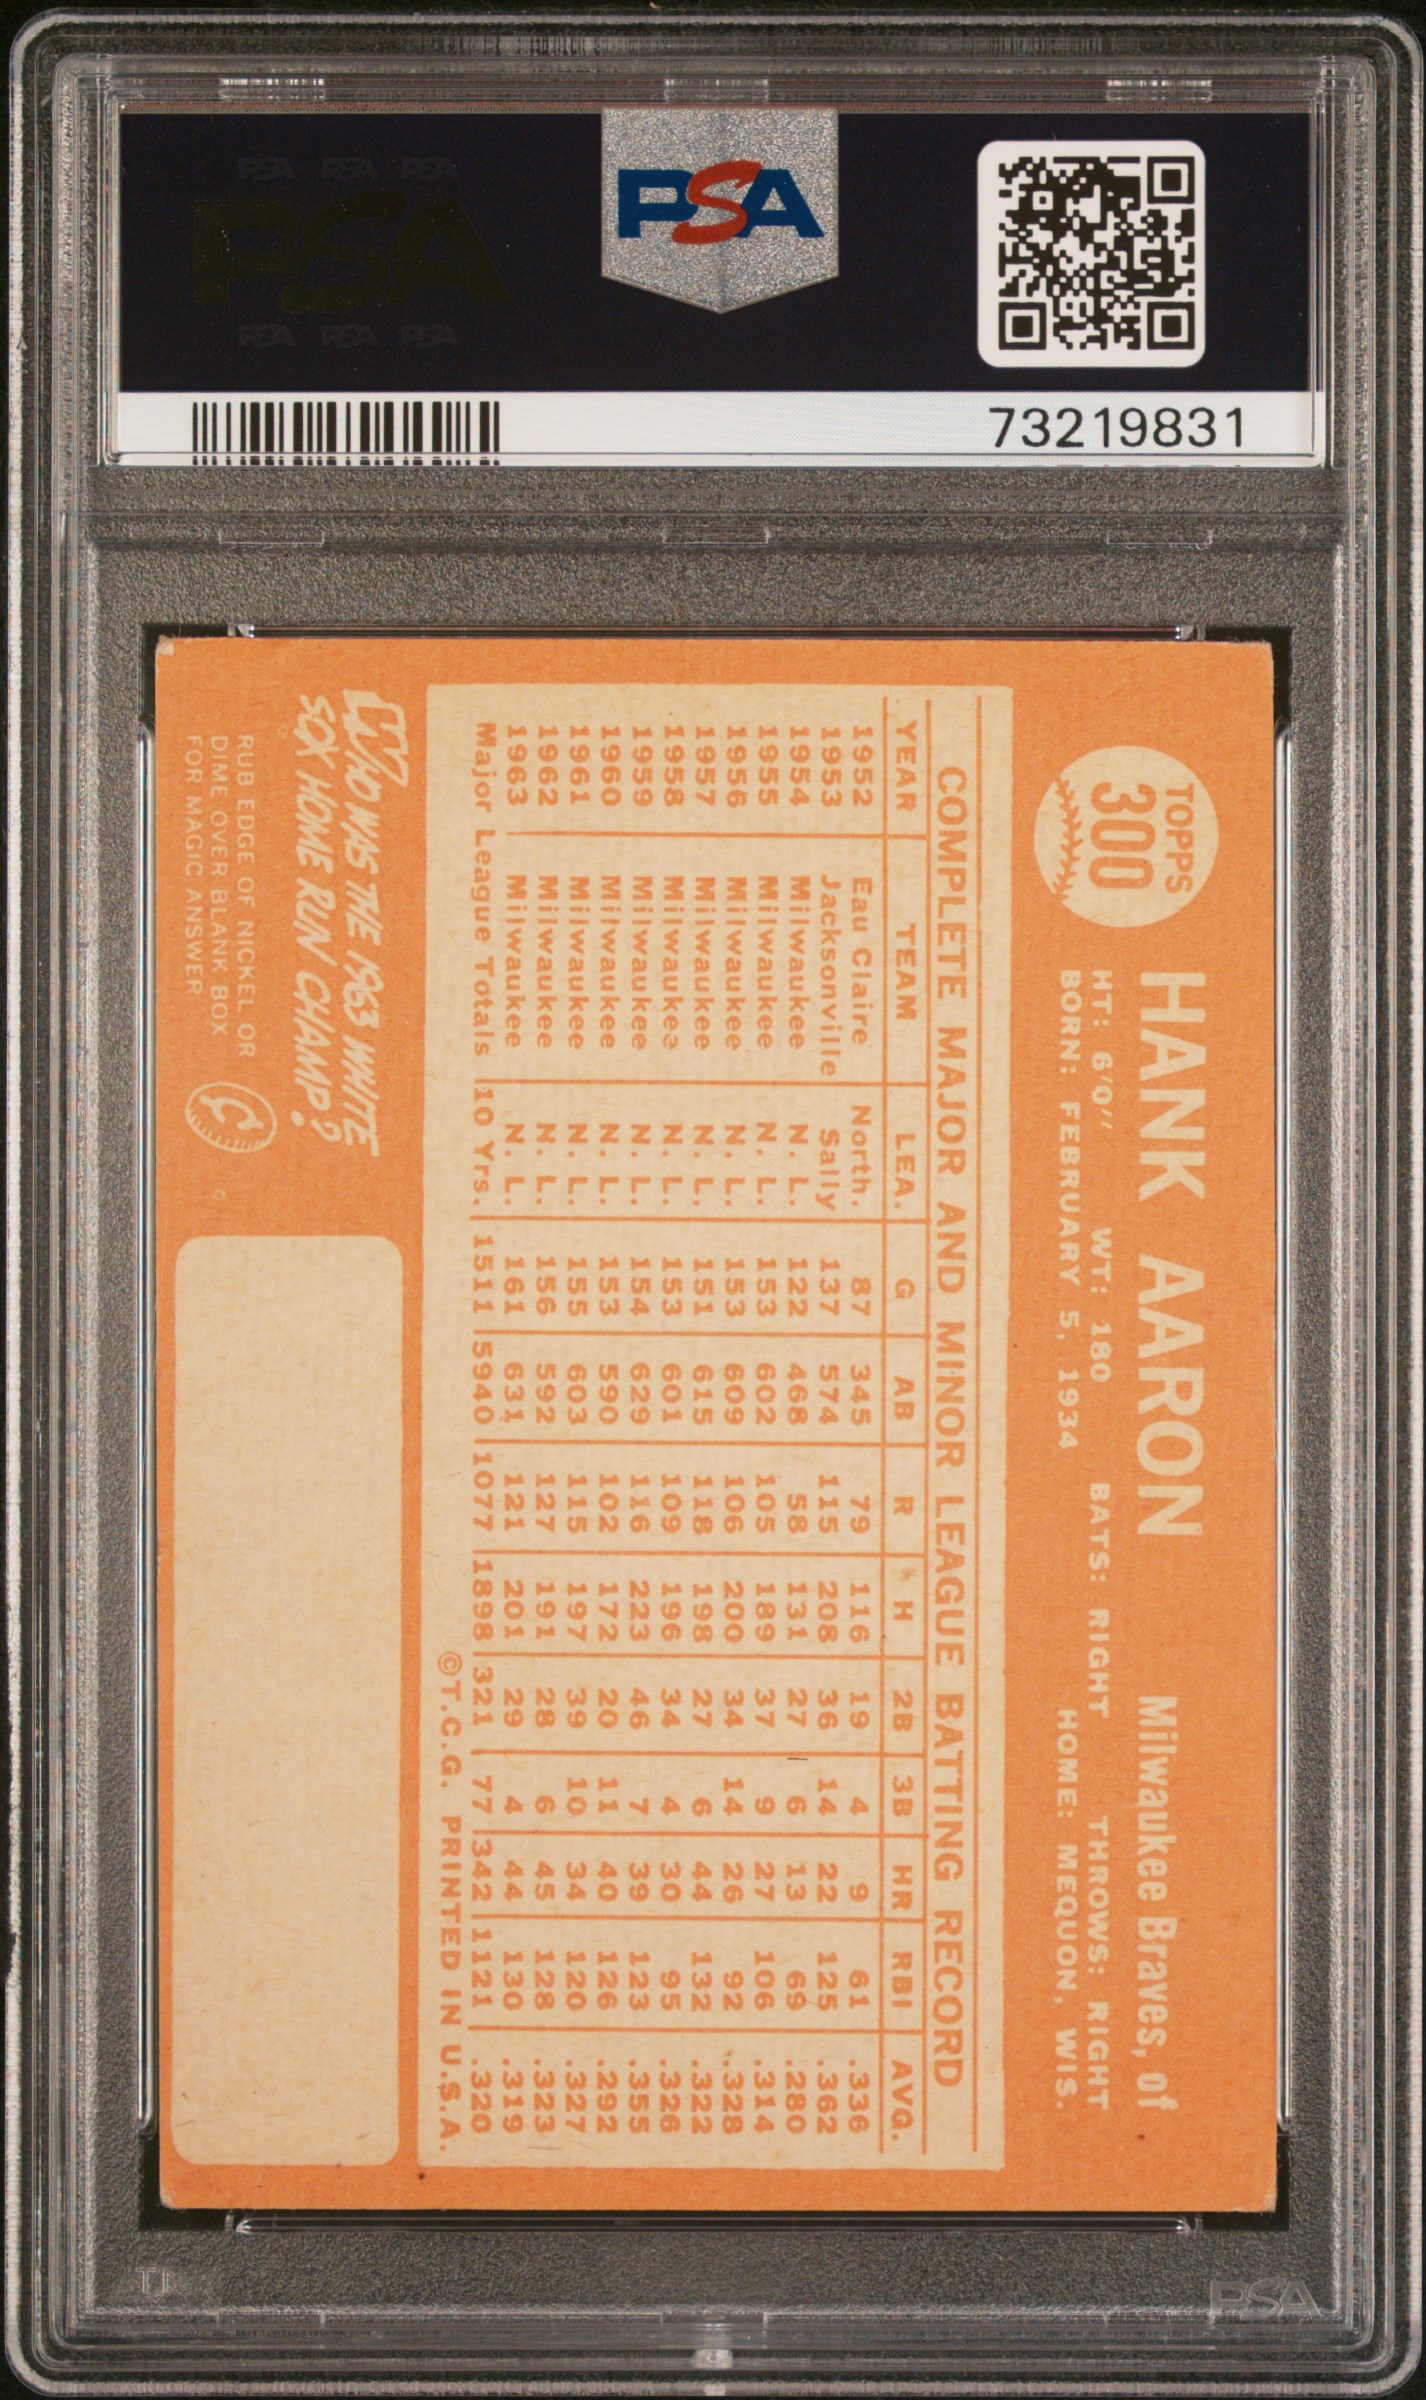 PSA PSA PSA
PSA
PSA PSA PSA
PSA
73219831
TOPPS
300
HANK AARON
Milwaukee Braves, of
HT: 6'0" WT: 180 BATS: RIGHT THROWS: RIGHT
BORN: FEBRUARY 5, 1934 HOME: MEQUON, WIS.
COMPLETE MAJOR AND MINOR LEAGUE BATTING RECORD
YEAR TEAM LEA. G AB R H 2B 3B HR RBI AVG.
1952 Eau Claire North. 87 345 79 116 19 4 9 61 .336
1953 Jacksonville Sally 137 574 115 208 36 14 22 125 .362
1954 Milwaukee N. L. 122 468 58 131 27 6 13 69 .280
1955 Milwaukee N. L. 153 602 105 189 37 9 27 106 .314
1956 Milwaukee N. L. 153 609 106 200 34 14 26 92 .328
1957 Milwaukee N. L. 151 615 118 198 27 6 44 132 .322
1958 Milwaukee N. L. 153 601 109 196 34 4 30 95 .326
1959 Milwaukee N. L. 154 629 116 223 46 7 39 123 .355
1960 Milwaukee N. L. 153 590 102 172 20 11 40 126 .292
1961 Milwaukee N. L. 155 603 115 197 39 10 34 120 .327
1962 Milwaukee N. L. 156 592 127 191 28 6 45 128 .323
1963 Milwaukee N. L. 161 631 121 201 29 4 44 130 .319
Major League Totals 10 Yrs. 1511 5940 1077 1898 321 77 342 1121 .320
©T.C.G. PRINTED IN U.S.A.
WHO WAS THE 1963 WHITE
SOX HOME RUN CHAMP?
RUB EDGE OF NICKEL OR
DIME OVER BLANK BOX
FOR MAGIC ANSWER
PSA